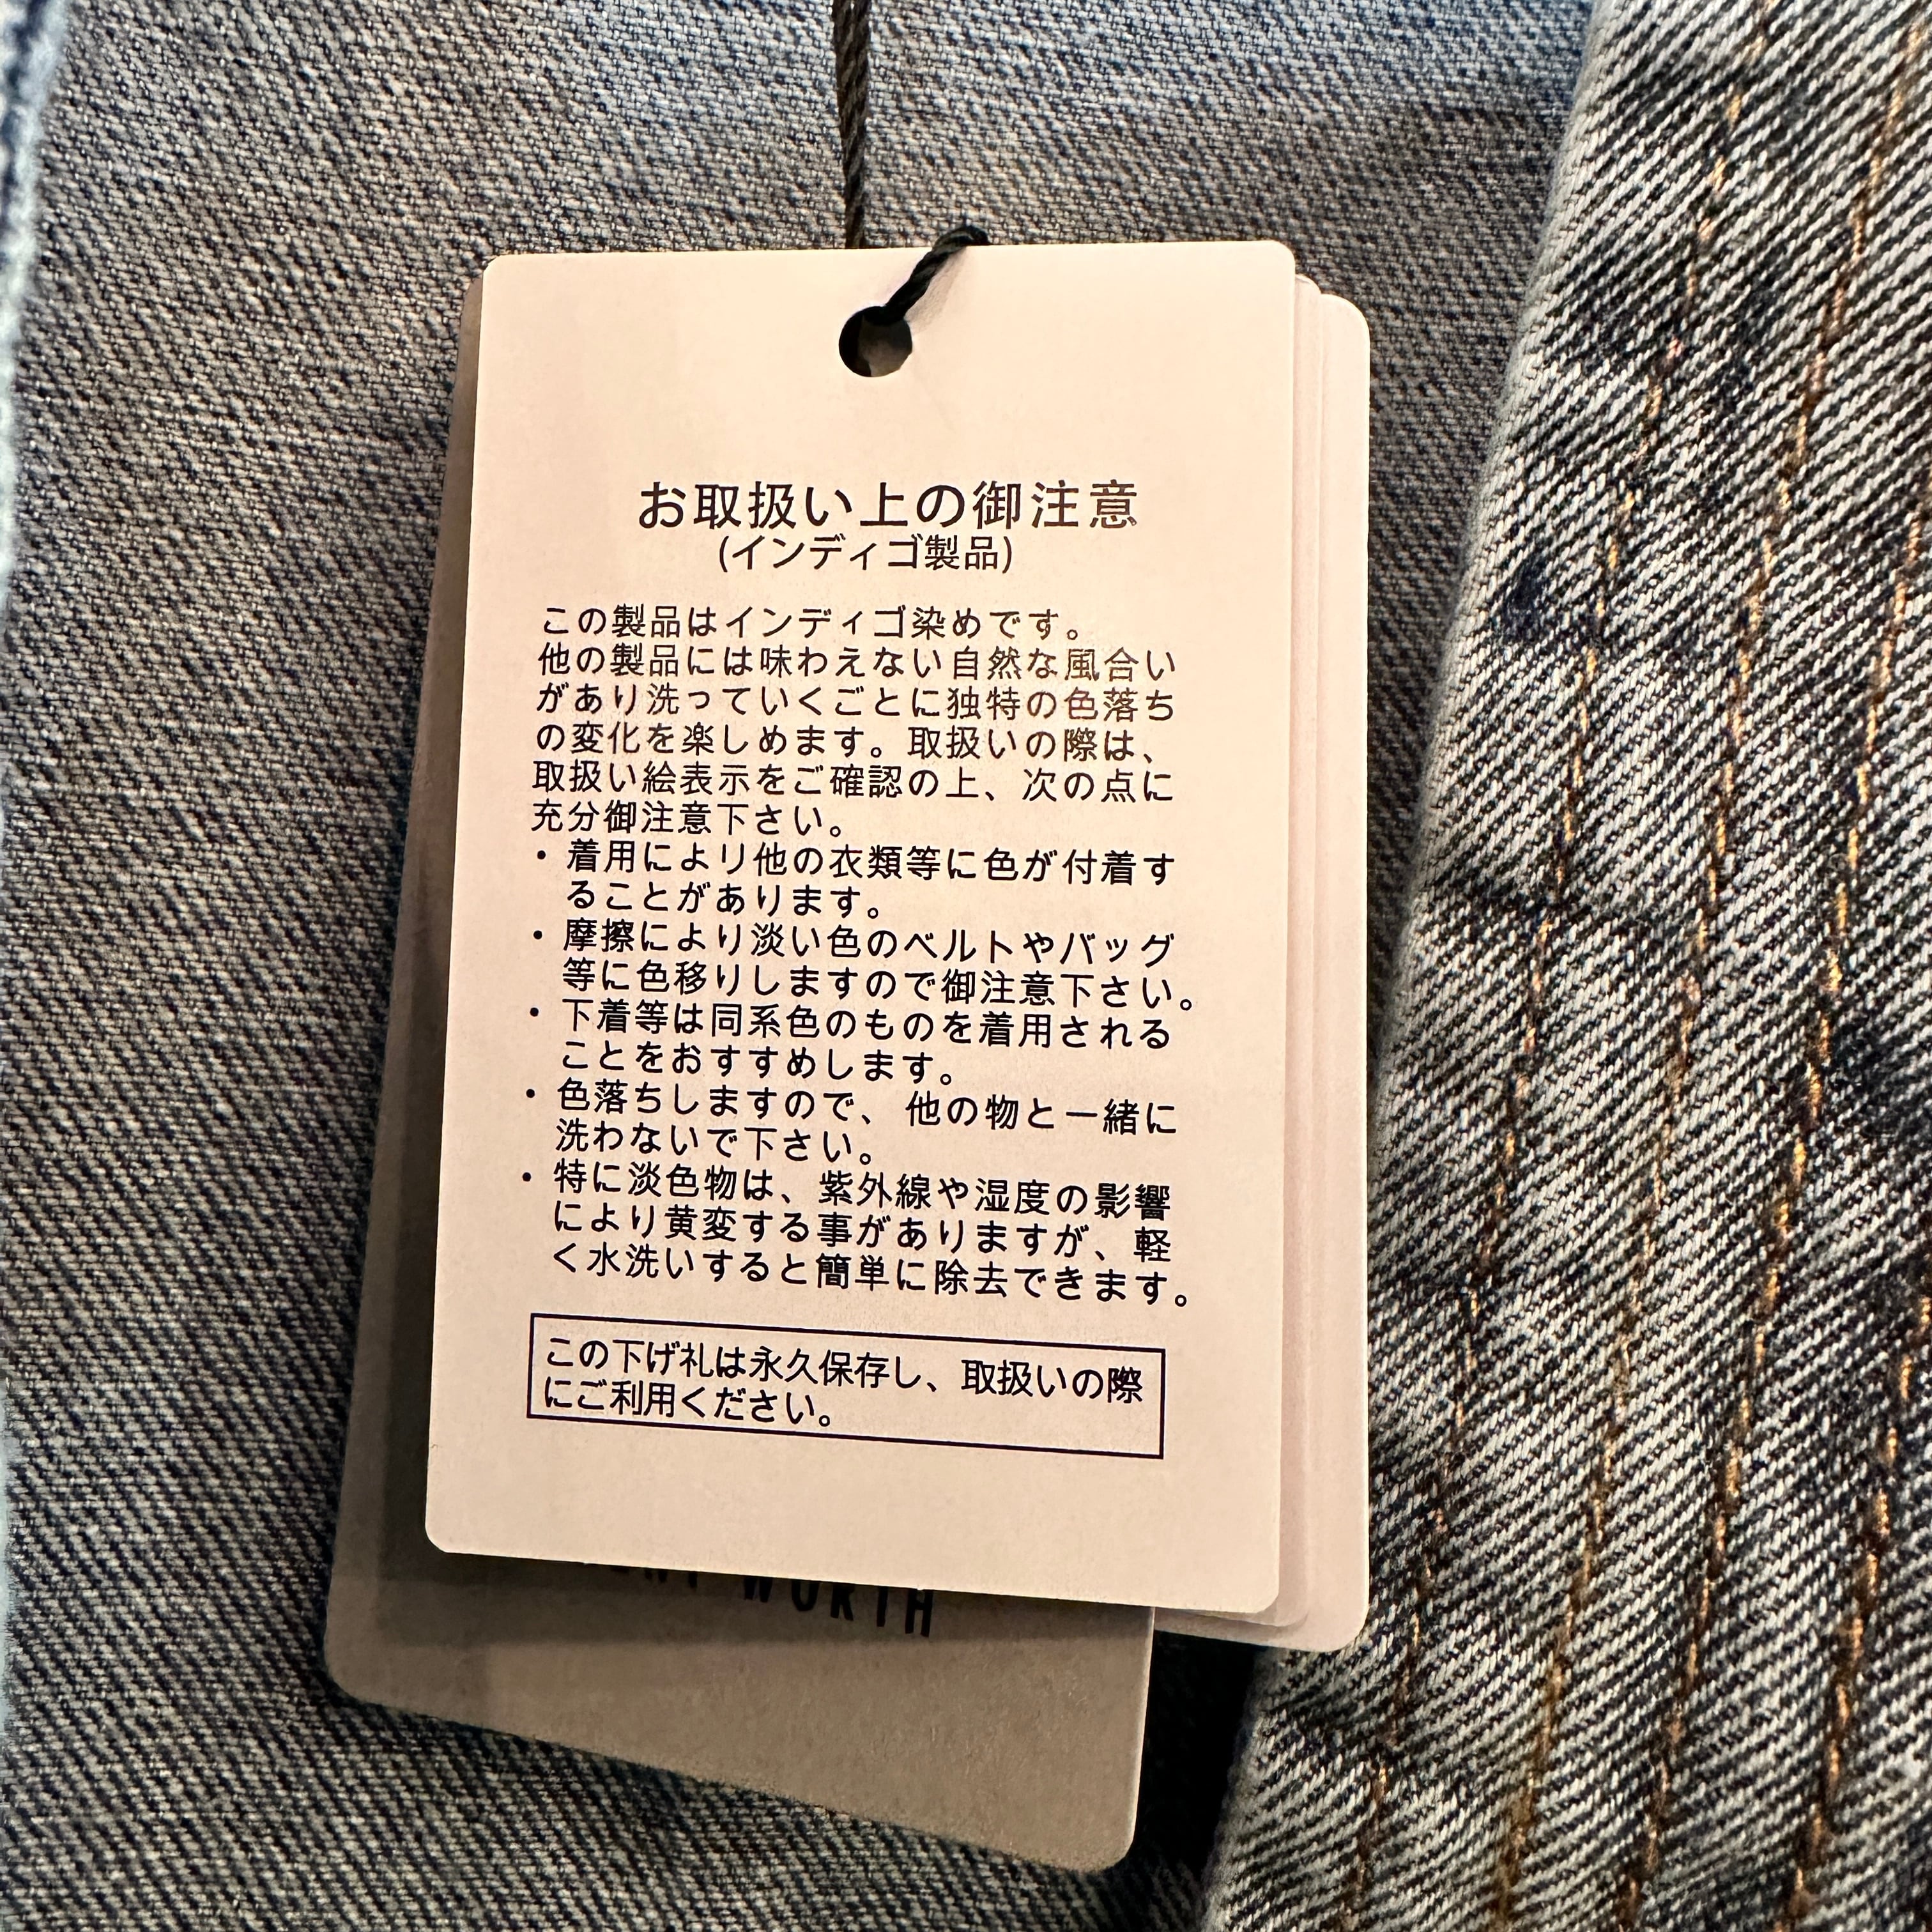 お取扱い上の御注意
(インディゴ製品)
この製品はインディゴ染めです。
他の製品には味わえない自然な風合い
があり洗っていくごとに独特の色落ち
の変化を楽しめます。取扱いの際は、
取扱い絵表示をご確認の上、次の点に
充分御注意下さい。
・着用により他の衣類等に色が付着す
ることがあります。
・摩擦により淡い色のベルトやバッグ
等に色移りしますので御注意下さい。
・下着等は同系色のものを着用される
ことをおすすめします。
・色落ちしますので、他の物と一緒に
洗わないで下さい。
・特に淡色物は、紫外線や湿度の影響
により黄変する事がありますが、軽
く水洗いすると簡単に除去できます。
この下げ札は永久保存し、取扱いの際
にご利用ください。
WORTH